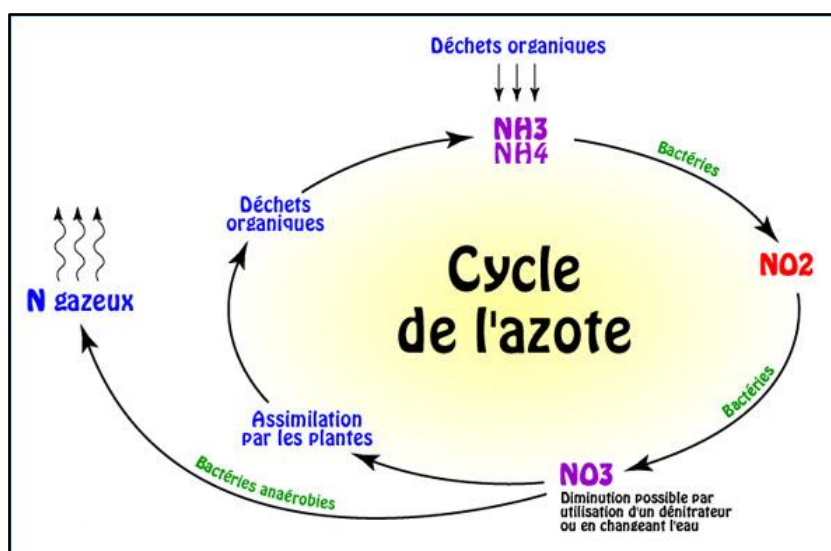 Déchets organiques
NH3
NH4
Bactéries
Déchets
organiques
NO2
N gazeux
Cycle
de l'azote
Bactéries
Assimilation
par les plantes
Bactéries anaérobies
NO3
Diminution possible par
utilisation d'un dénitrateur
ou en changeant l'eau